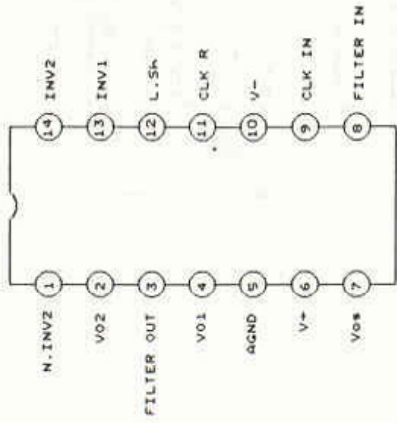 N.INV2 1 14 INV2
VO2 2 13 INV1
FILTER OUT 3 12 L.Sh
VO1 4 11 CLK R
AGND 5 10 V-
V+ 6 9 CLK IN
Vos 7 8 FILTER IN